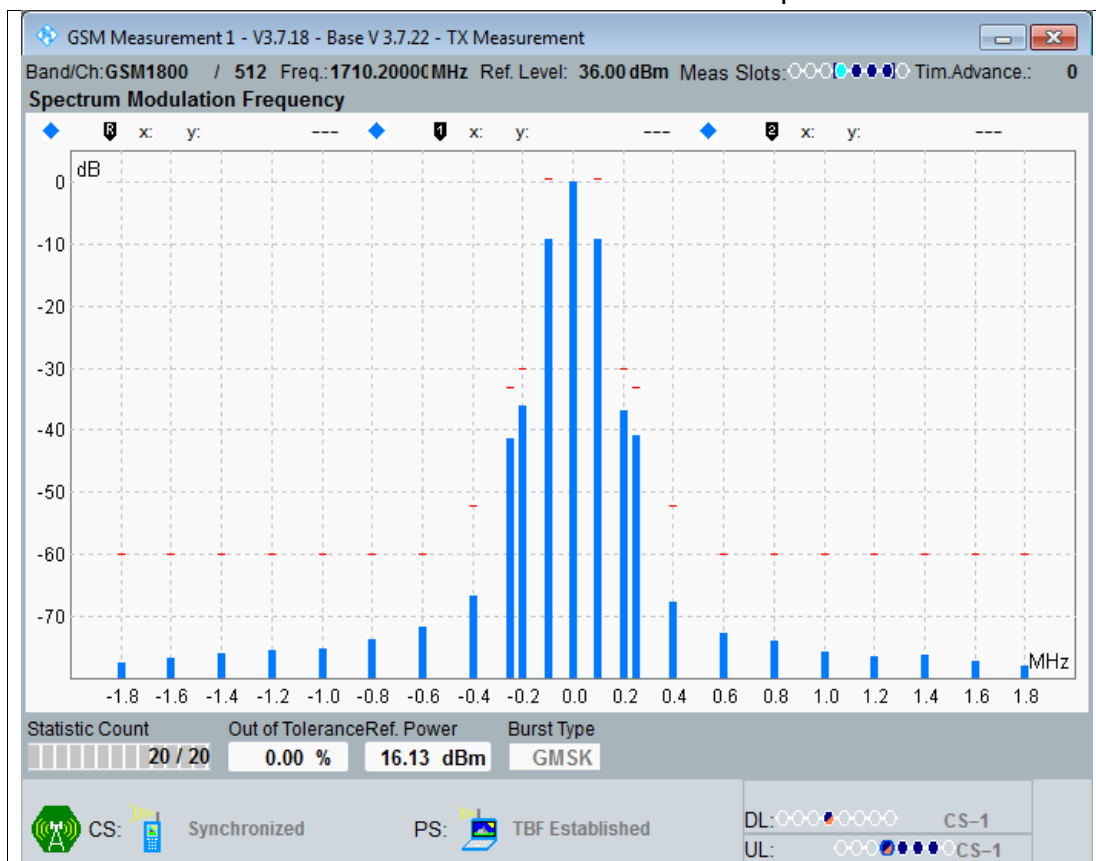 GSM Measurement 1 - V3.7.18 - Base V 3.7.22 - TX Measurement
Band/Ch:GSM1800 / 512 Freq.:1710.20000MHz Ref. Level: 36.00 dBm Meas Slots: Tim.Advance.: 0
Spectrum Modulation Frequency
R x: y: --- 1 x: y: --- 2 x: y: ---
dB
0
-10
-20
-30
-40
-50
-60
-70
MHz
-1.8 -1.6 -1.4 -1.2 -1.0 -0.8 -0.6 -0.4 -0.2 0.0 0.2 0.4 0.6 0.8 1.0 1.2 1.4 1.6 1.8
Statistic Count Out of Tolerance Ref. Power Burst Type
20 / 20 0.00 % 16.13 dBm GMSK
CS: Synchronized PS: TBF Established
DL: CS-1
UL: CS-1